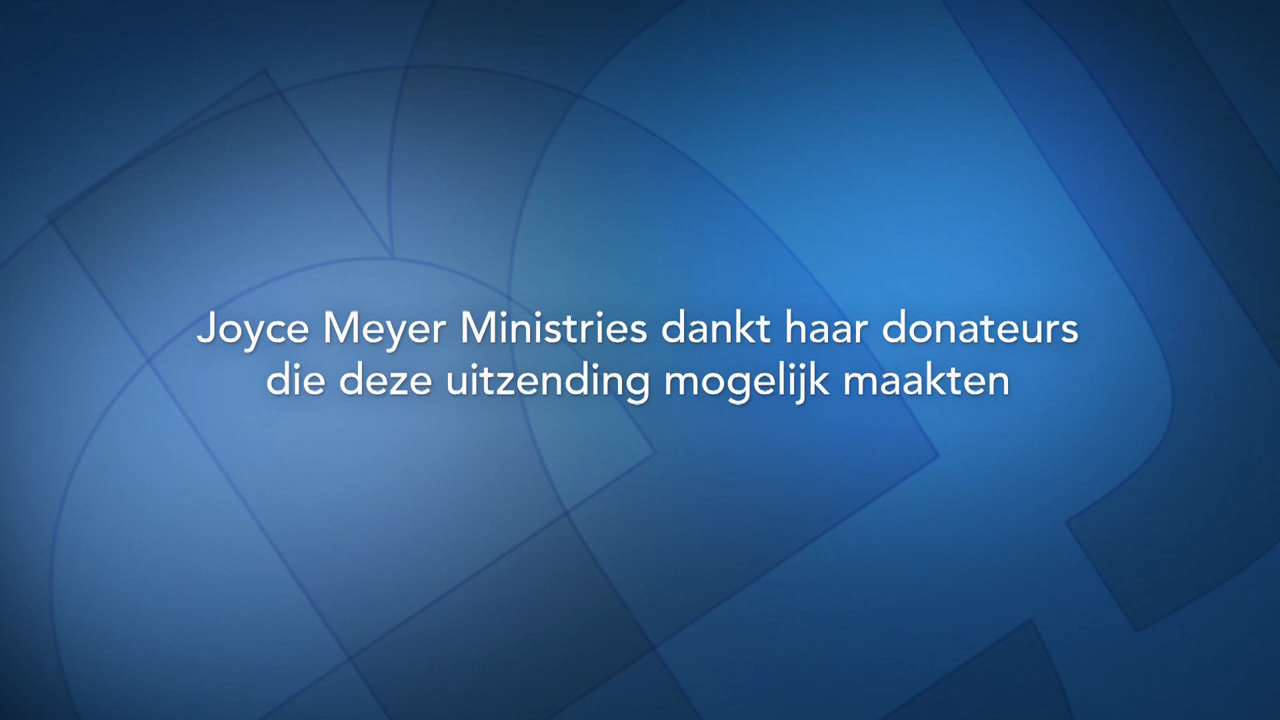 Joyce Meyer Ministries dankt haar donateurs
die deze uitzending mogelijk maakten